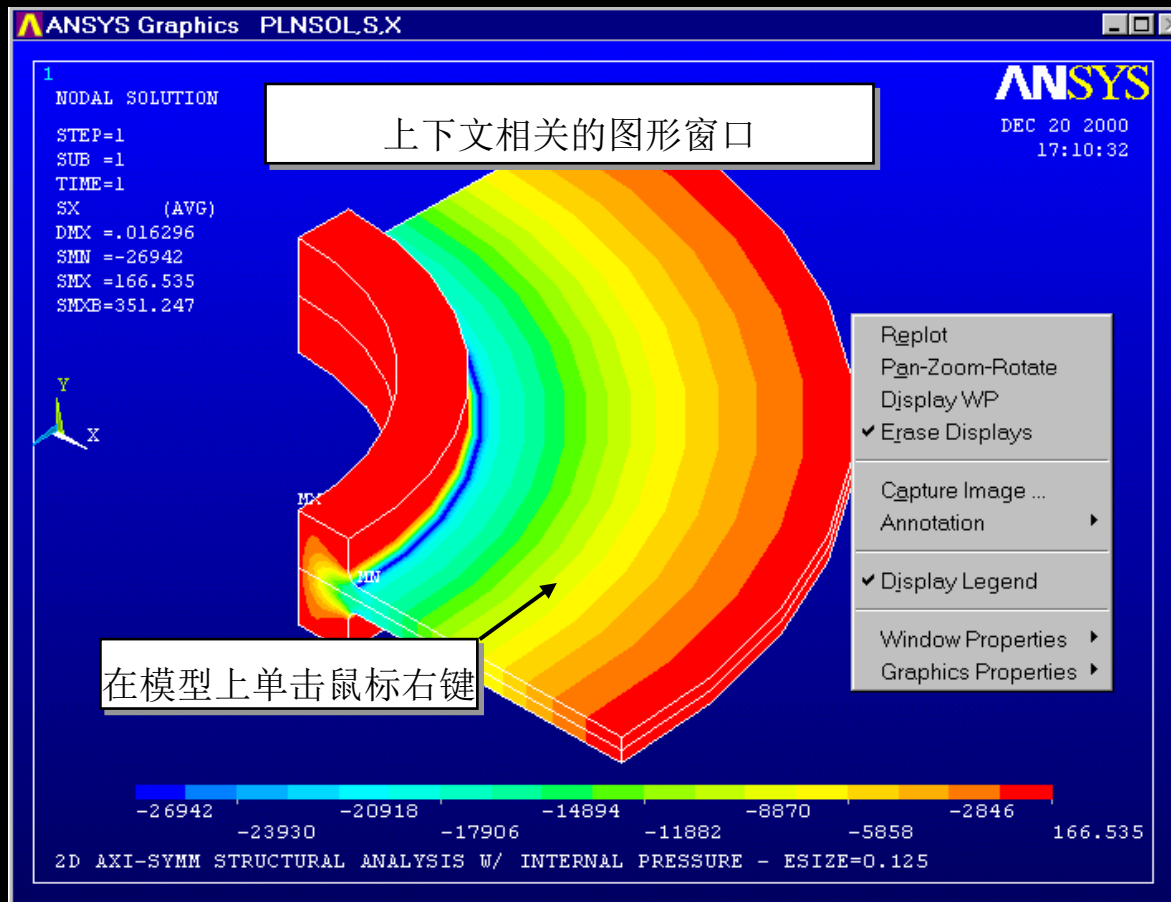 ANSYS Graphics PLNSOL,S,X
1
NODAL SOLUTION
STEP=1
SUB =1
TIME=1
SX (AVG)
DMX =.016296
SMN =-26942
SMX =166.535
SMXB=351.247
上下文相关的图形窗口
ANSYS
DEC 20 2000
17:10:32
Y
X
MX
MN
Replot
Pan-Zoom-Rotate
Display WP
Erase Displays
Capture Image ...
Annotation
Display Legend
Window Properties
Graphics Properties
在模型上单击鼠标右键
-26942 -20918 -14894 -8870 -2846
-23930 -17906 -11882 -5858 166.535
2D AXI-SYMM STRUCTURAL ANALYSIS W/ INTERNAL PRESSURE - ESIZE=0.125